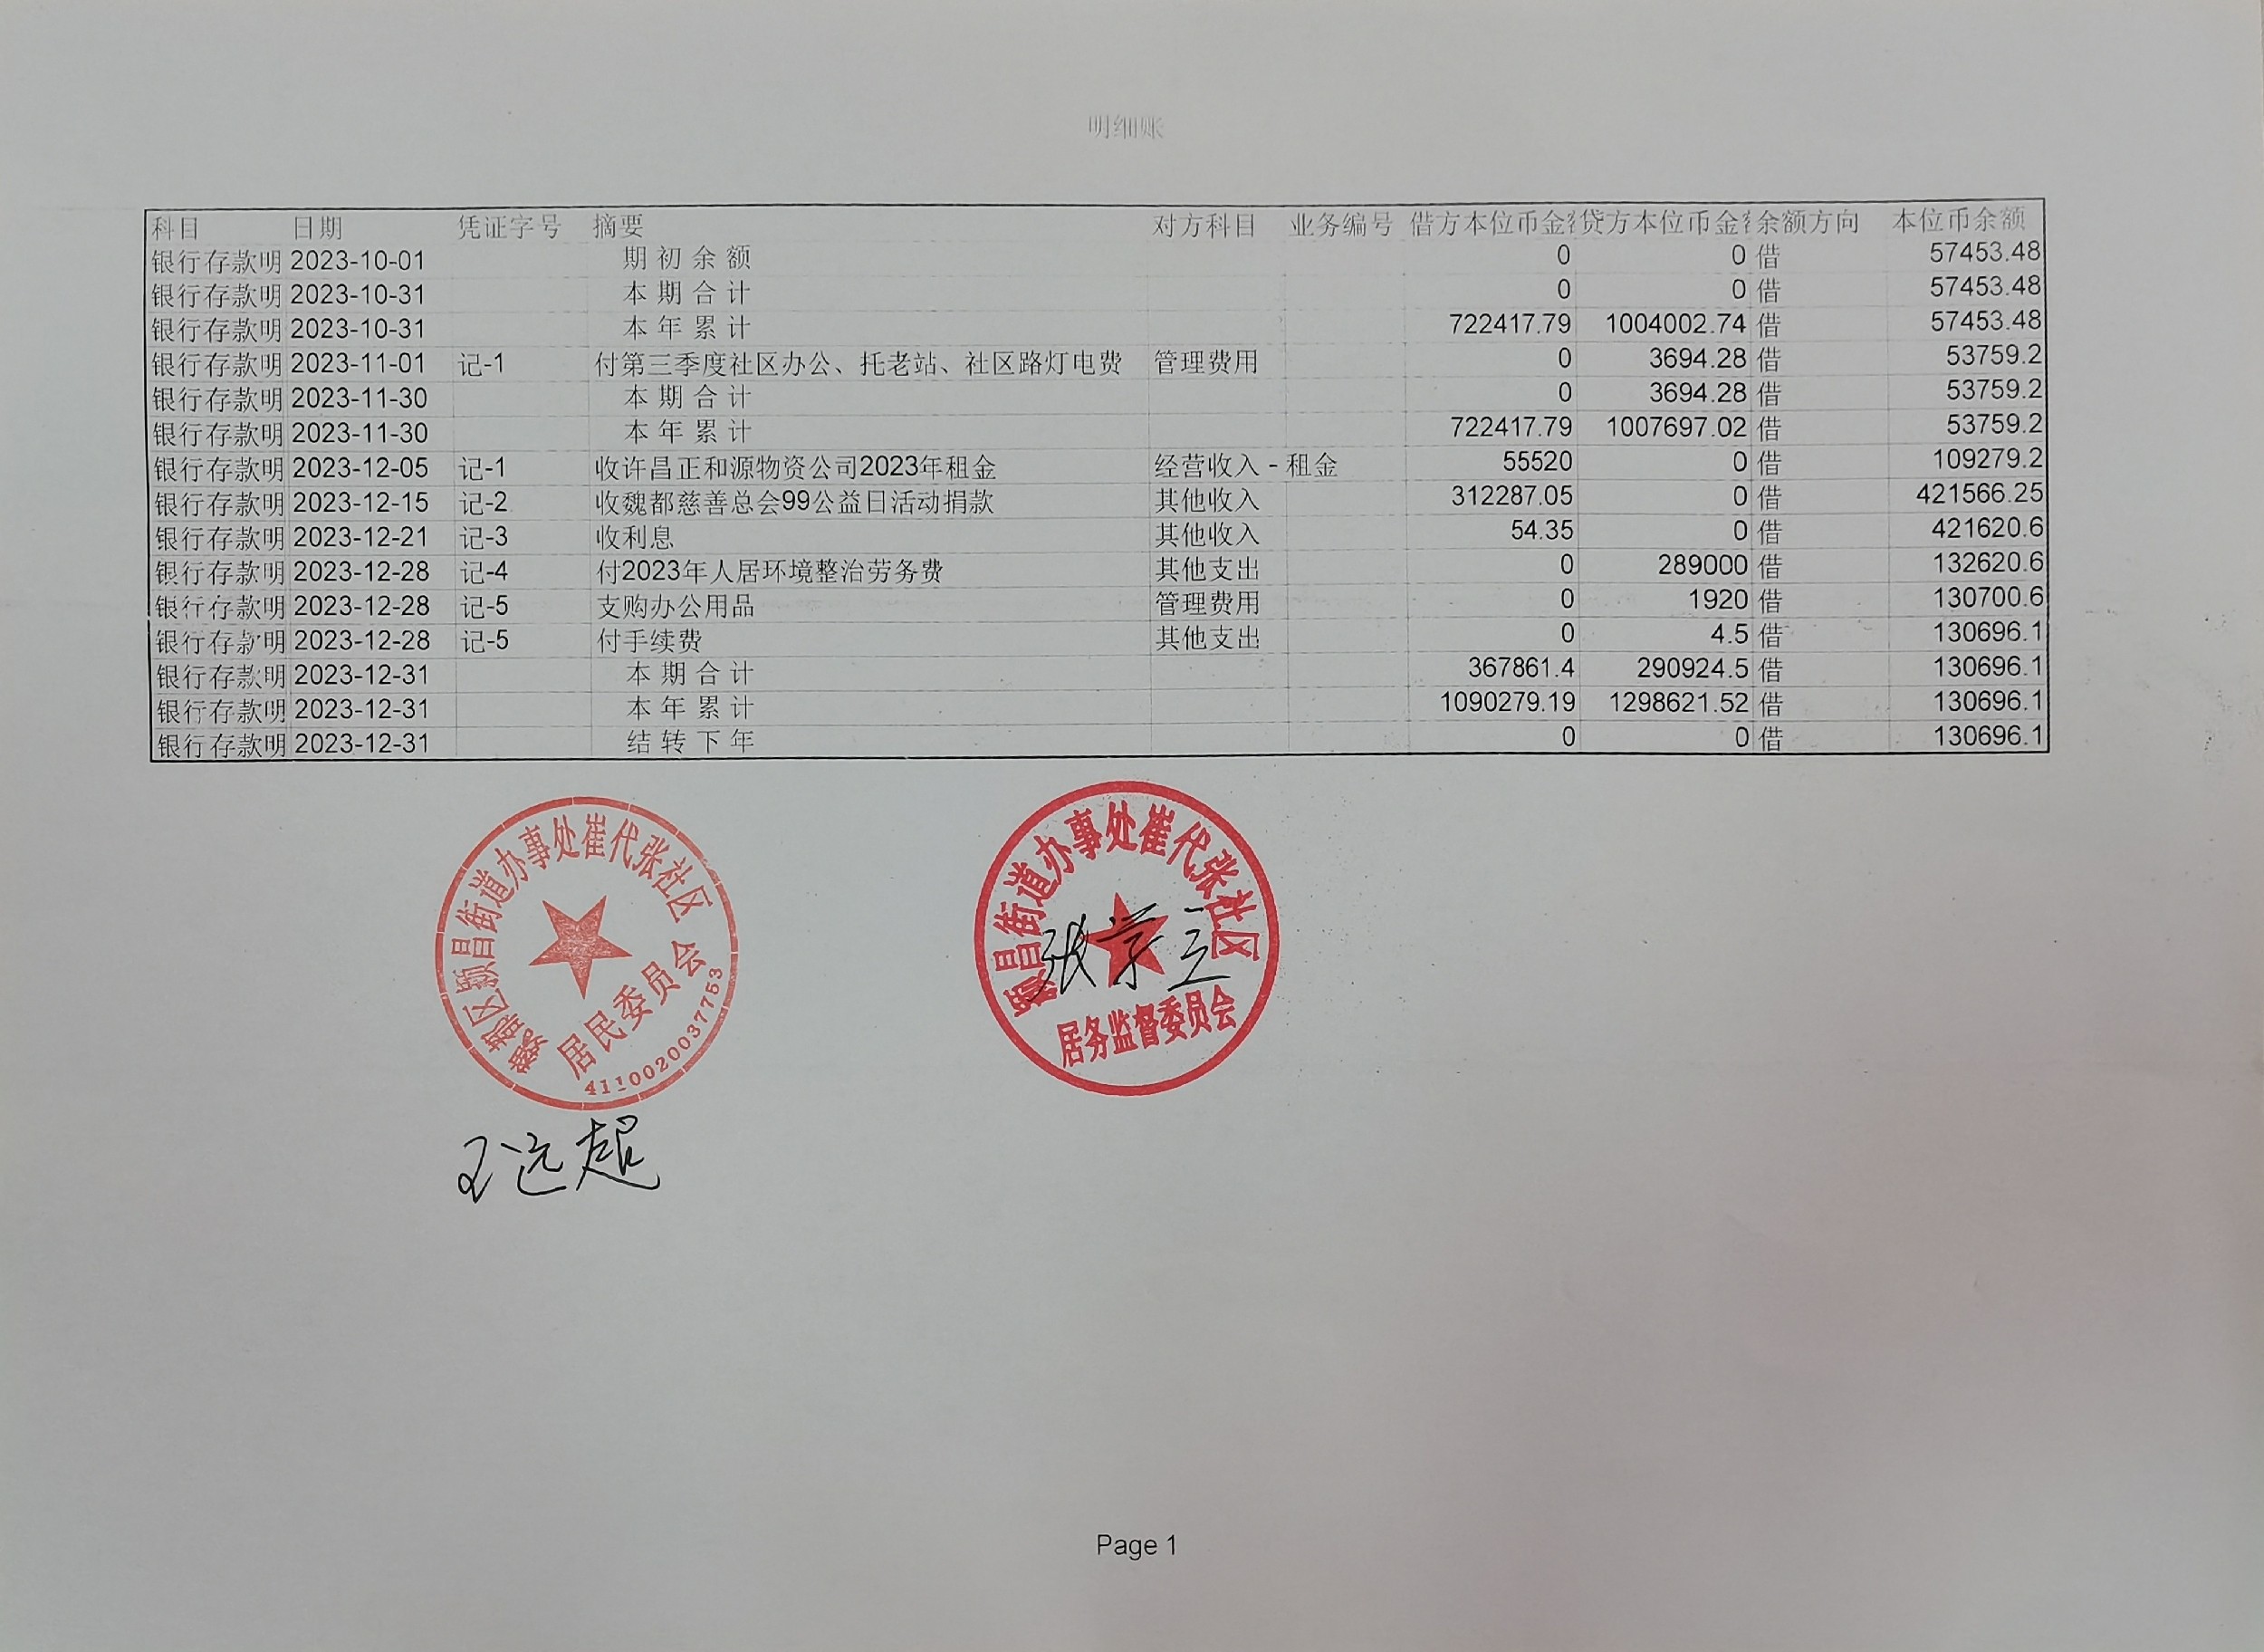 明细账
科目 日期 凭证字号 摘要 对方科目 业务编号 借方本位币金额 贷方本位币金额 余额方向 本位币余额
银行存款明 2023-10-01 期初余额 0 0 借 57453.48
银行存款明 2023-10-31 本期合计 0 0 借 57453.48
银行存款明 2023-10-31 本年累计 722417.79 1004002.74 借 57453.48
银行存款明 2023-11-01 记-1 付第三季度社区办公、托老站、社区路灯电费 管理费用 0 3694.28 借 53759.2
银行存款明 2023-11-30 本期合计 0 3694.28 借 53759.2
银行存款明 2023-11-30 本年累计 722417.79 1007697.02 借 53759.2
银行存款明 2023-12-05 记-1 收许昌正和源物资公司2023年租金 经营收入 - 租金 55520 0 借 109279.2
银行存款明 2023-12-15 记-2 收魏都慈善总会99公益日活动捐款 其他收入 312287.05 0 借 421566.25
银行存款明 2023-12-21 记-3 收利息 其他收入 54.35 0 借 421620.6
银行存款明 2023-12-28 记-4 付2023年人居环境整治劳务费 其他支出 0 289000 借 132620.6
银行存款明 2023-12-28 记-5 支购办公用品 管理费用 0 1920 借 130700.6
银行存款明 2023-12-28 记-5 付手续费 其他支出 0 4.5 借 130696.1
银行存款明 2023-12-31 本期合计 367861.4 290924.5 借 130696.1
银行存款明 2023-12-31 本年累计 1090279.19 1298621.52 借 130696.1
银行存款明 2023-12-31 结转下年 0 0 借 130696.1
魏都区颍昌街道办事处崔代张社区
居民委员会
4110020037753
颍昌街道办事处崔代张社区
居务监督委员会
王远超
Page 1